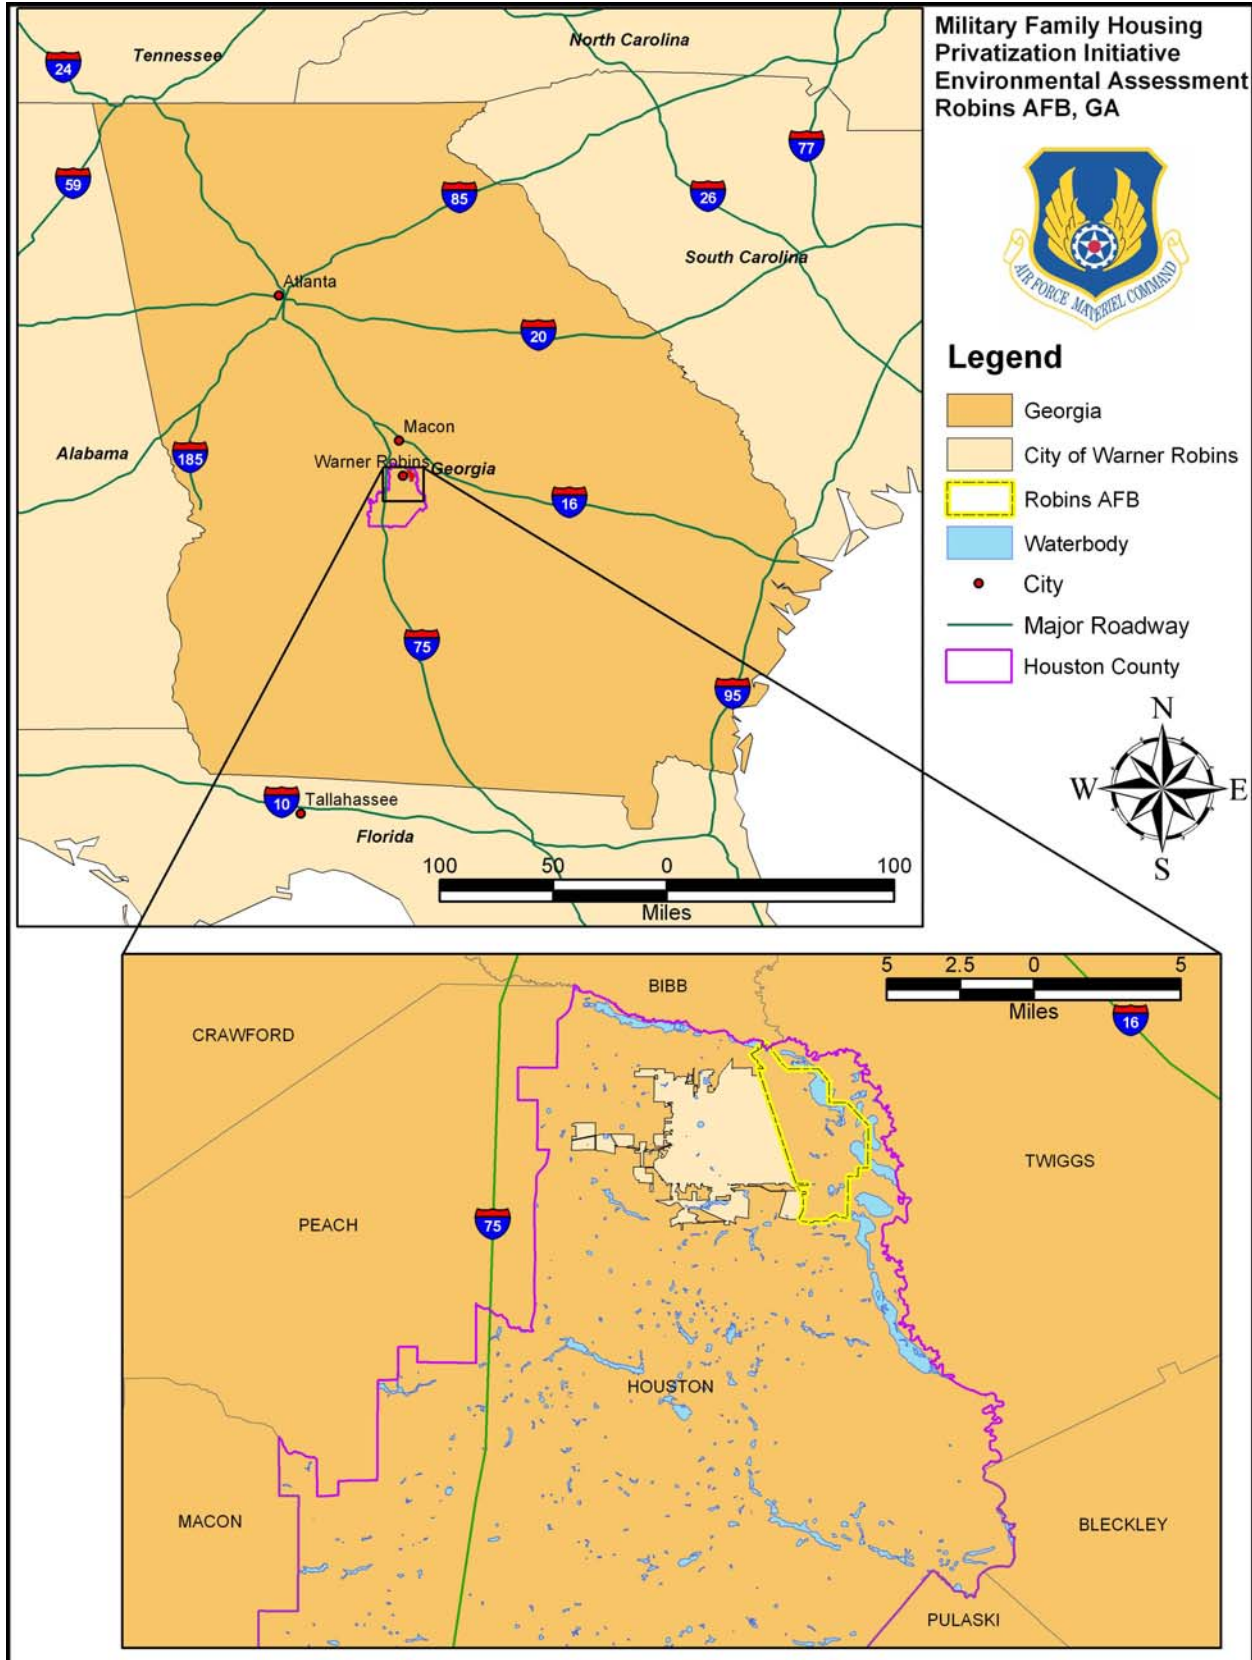 Military Family Housing
Privatization Initiative
Environmental Assessment
Robins AFB, GA
AIR FORCE MATERIEL COMMAND
Legend
Georgia
City of Warner Robins
Robins AFB
Waterbody
City
Major Roadway
Houston County
N
W
E
S
Tennessee
North Carolina
24
59
85
77
26
South Carolina
Atlanta
20
Macon
Alabama
185
Warner Robins
Georgia
16
75
95
10
Tallahassee
Florida
100 50 0 100
Miles
BIBB
5 2.5 0 5
Miles
16
CRAWFORD
TWIGGS
PEACH
75
HOUSTON
MACON
BLECKLEY
PULASKI